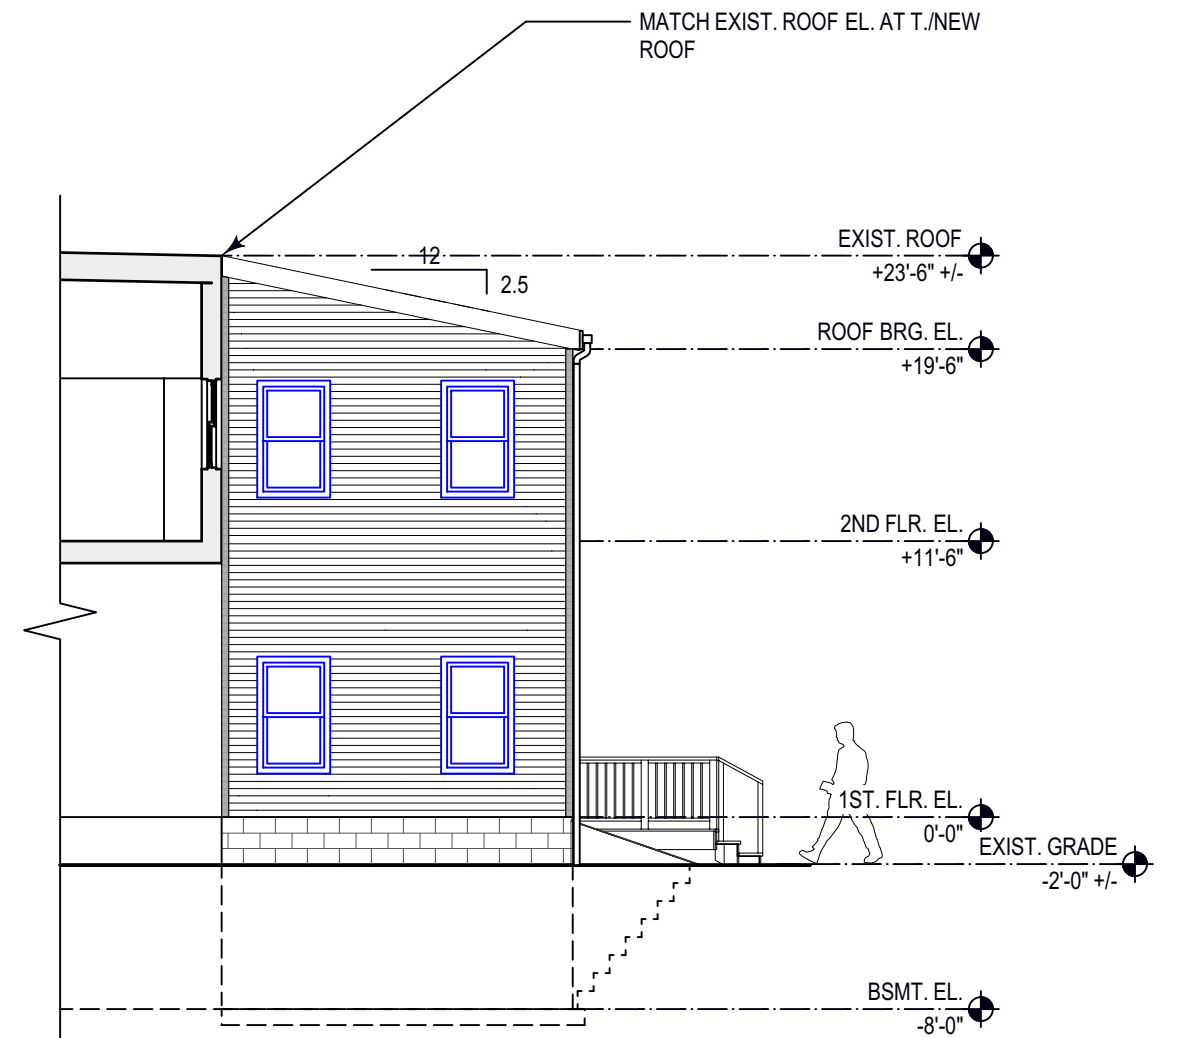 MATCH EXIST. ROOF EL. AT T./NEW
ROOF
EXIST. ROOF
+23'-6" +/-
12
2.5
ROOF BRG. EL.
+19'-6"
2ND FLR. EL.
+11'-6"
1ST. FLR. EL.
0'-0"
EXIST. GRADE
-2'-0" +/-
BSMT. EL.
-8'-0"